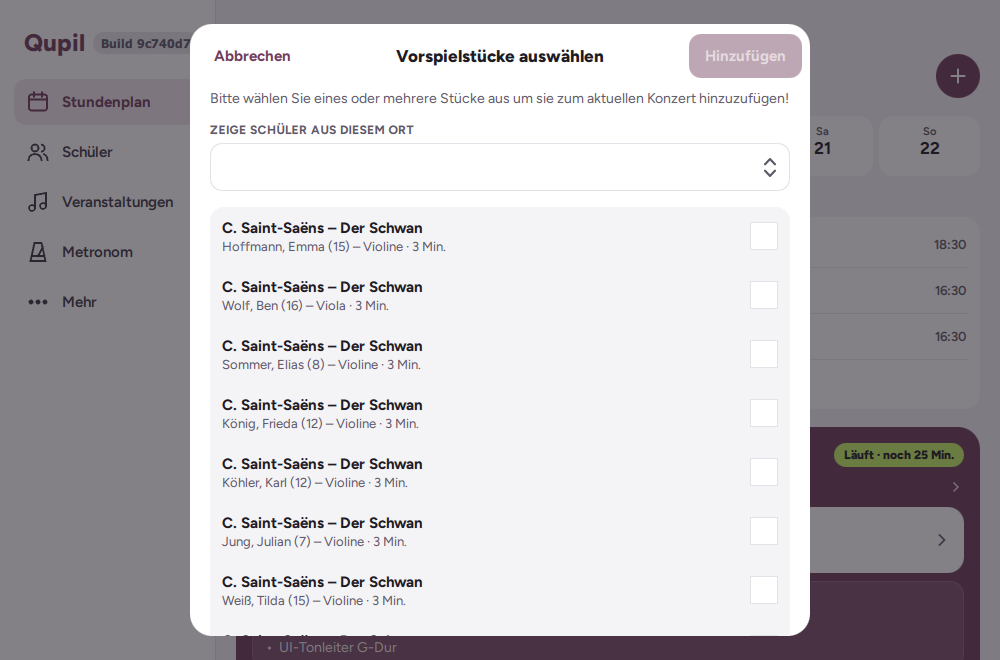 Qupil
Build 9c740d7
Stundenplan
Schüler
Veranstaltungen
Metronom
Mehr
Abbrechen
Vorspielstücke auswählen
Hinzufügen
Bitte wählen Sie eines oder mehrere Stücke aus um sie zum aktuellen Konzert hinzuzufügen!
ZEIGE SCHÜLER AUS DIESEM ORT
C. Saint-Saëns – Der Schwan
Hoffmann, Emma (15) – Violine · 3 Min.
C. Saint-Saëns – Der Schwan
Wolf, Ben (16) – Viola · 3 Min.
C. Saint-Saëns – Der Schwan
Sommer, Elias (8) – Violine · 3 Min.
C. Saint-Saëns – Der Schwan
König, Frieda (12) – Violine · 3 Min.
C. Saint-Saëns – Der Schwan
Köhler, Karl (12) – Violine · 3 Min.
C. Saint-Saëns – Der Schwan
Jung, Julian (7) – Violine · 3 Min.
C. Saint-Saëns – Der Schwan
Weiß, Tilda (15) – Violine · 3 Min.
Sa
21
So
22
18:30
16:30
16:30
Läuft · noch 25 Min.
• UI-Tonleiter G-Dur